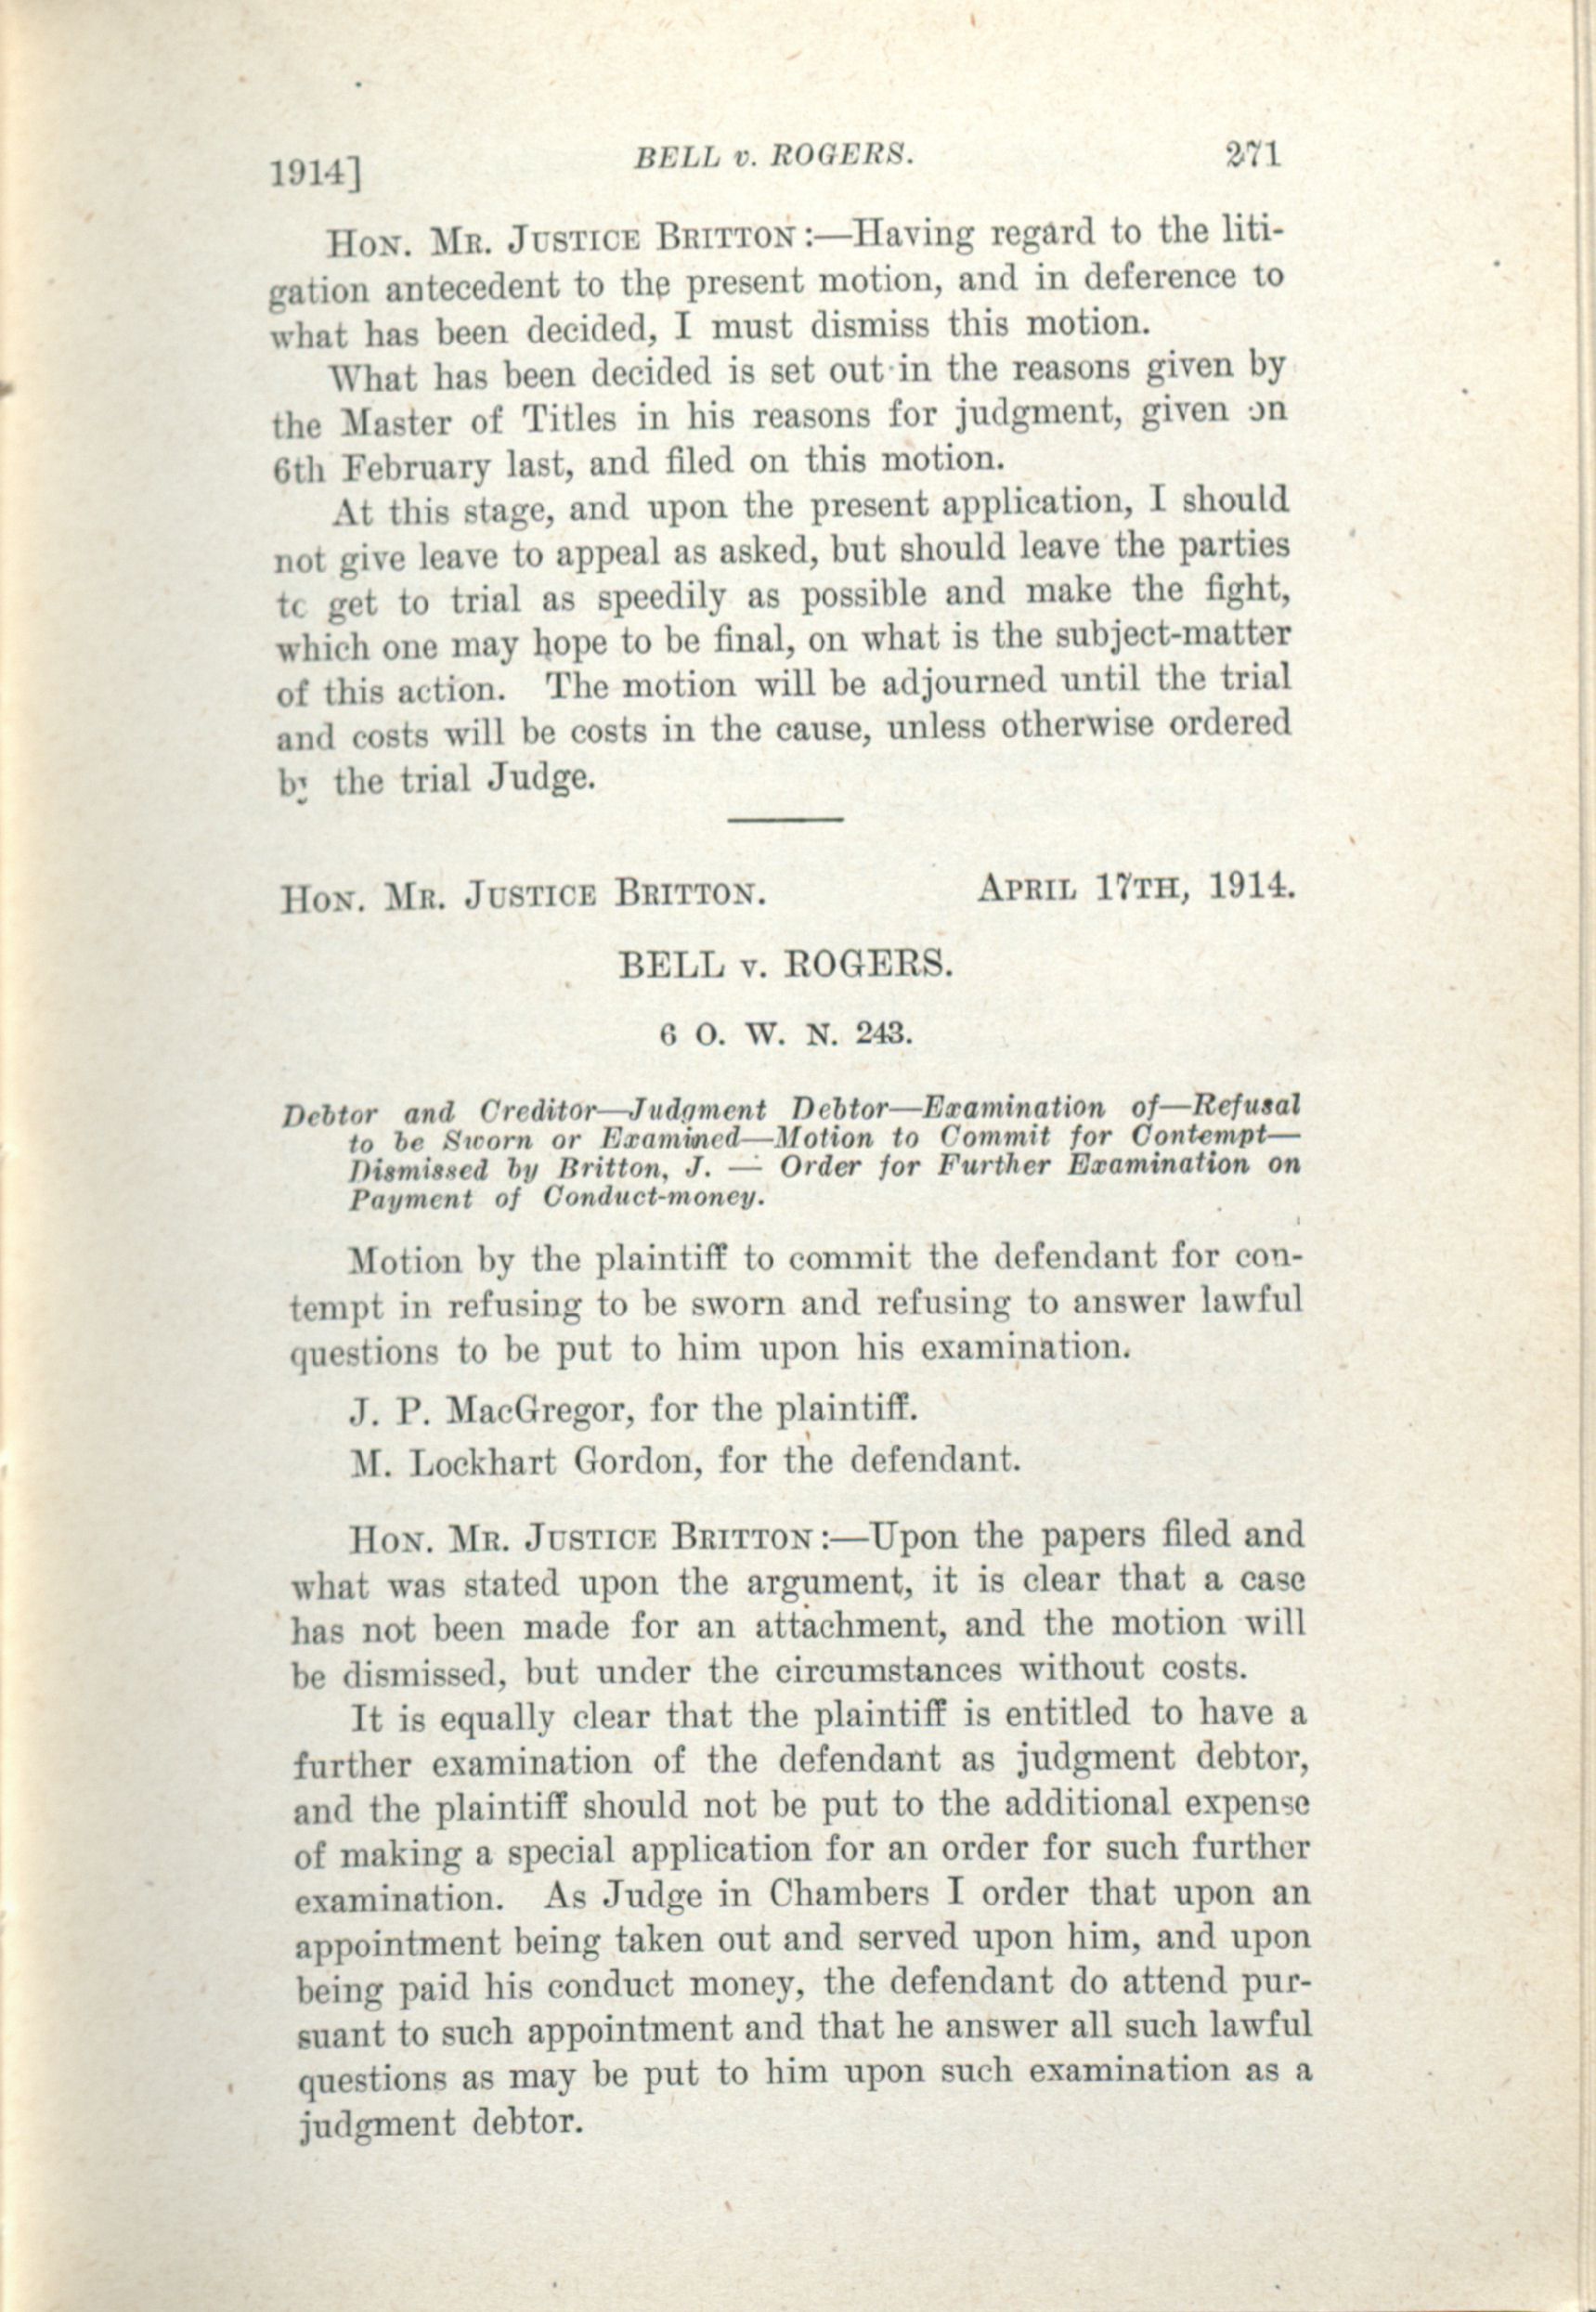 1914]
BELL v. ROGERS.
271
HON. MR. JUSTICE BRITTON:—Having regard to the liti-
gation antecedent to the present motion, and in deference to
what has been decided, I must dismiss this motion.
What has been decided is set out in the reasons given by
the Master of Titles in his reasons for judgment, given on
6th February last, and filed on this motion.
At this stage, and upon the present application, I should
not give leave to appeal as asked, but should leave the parties
to get to trial as speedily as possible and make the fight,
which one may hope to be final, on what is the subject-matter
of this action. The motion will be adjourned until the trial
and costs will be costs in the cause, unless otherwise ordered
by the trial Judge.
HON. MR. JUSTICE BRITTON.
APRIL 17TH, 1914.
BELL v. ROGERS.
6 O. W. N. 243.
Debtor and Creditor—Judgment Debtor—Examination of—Refusal
to be Sworn or Examined—Motion to Commit for Contempt—
Dismissed by Britton, J. — Order for Further Examination on
Payment of Conduct-money.
Motion by the plaintiff to commit the defendant for con-
tempt in refusing to be sworn and refusing to answer lawful
questions to be put to him upon his examination.
J. P. MacGregor, for the plaintiff.
M. Lockhart Gordon, for the defendant.
HON. MR. JUSTICE BRITTON:—Upon the papers filed and
what was stated upon the argument, it is clear that a case
has not been made for an attachment, and the motion will
be dismissed, but under the circumstances without costs.
It is equally clear that the plaintiff is entitled to have a
further examination of the defendant as judgment debtor,
and the plaintiff should not be put to the additional expense
of making a special application for an order for such further
examination. As Judge in Chambers I order that upon an
appointment being taken out and served upon him, and upon
being paid his conduct money, the defendant do attend pur-
suant to such appointment and that he answer all such lawful
questions as may be put to him upon such examination as a
judgment debtor.